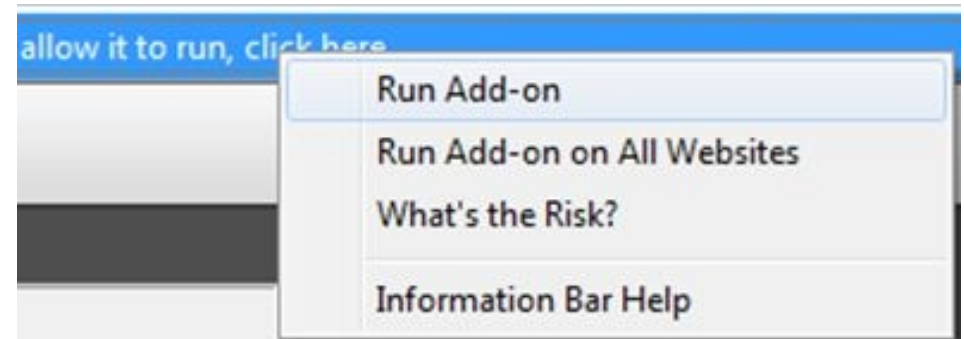 allow it to run, click here
Run Add-on
Run Add-on on All Websites
What's the Risk?
Information Bar Help